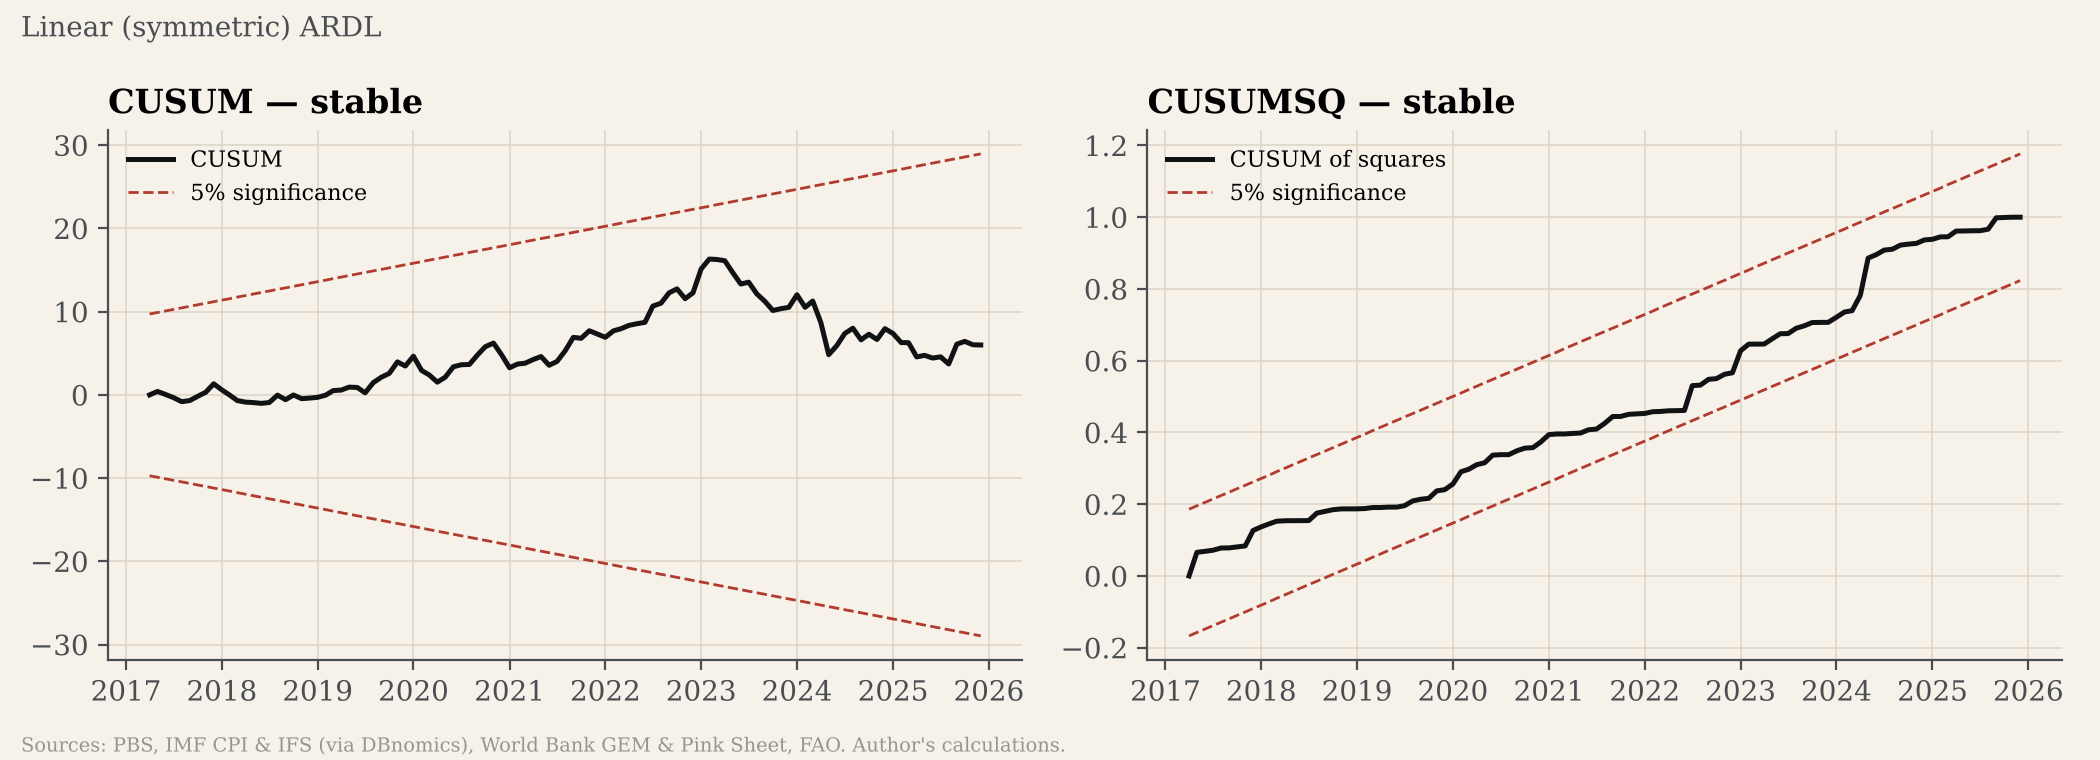 Linear (symmetric) ARDL
CUSUM — stable
30
20
10
0
−10
−20
−30
CUSUM
5% significance
2017 2018 2019 2020 2021 2022 2023 2024 2025 2026
CUSUMSQ — stable
1.2
1.0
0.8
0.6
0.4
0.2
0.0
−0.2
CUSUM of squares
5% significance
2017 2018 2019 2020 2021 2022 2023 2024 2025 2026
Sources: PBS, IMF CPI & IFS (via DBnomics), World Bank GEM & Pink Sheet, FAO. Author's calculations.